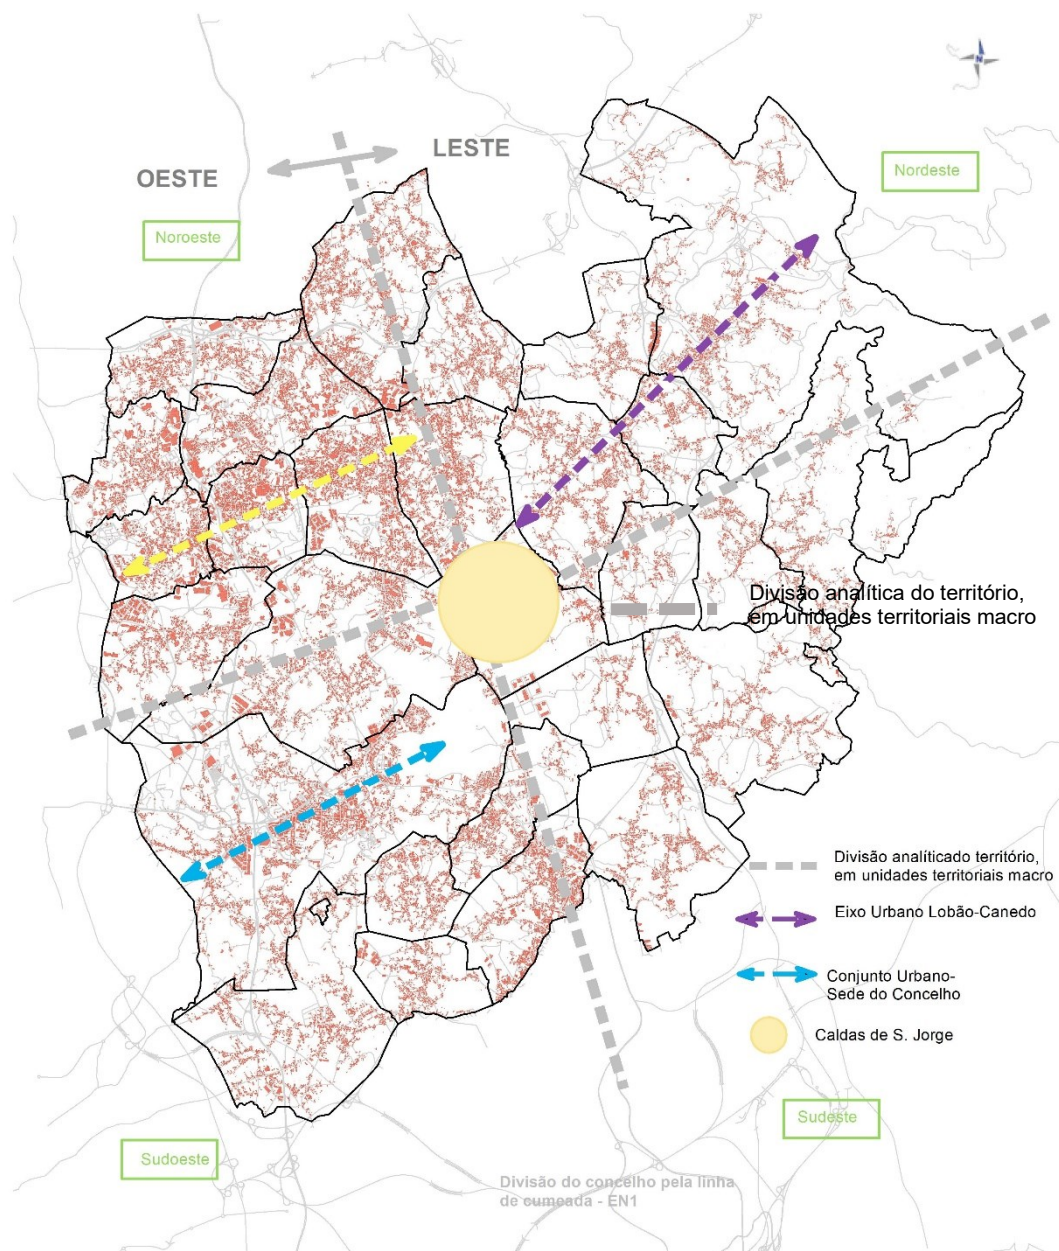 N
LESTE
OESTE
Nordeste
Noroeste
Divisão analítica do território,
em unidades territoriais macro
Divisão analíticado território,
em unidades territoriais macro
Eixo Urbano Lobão-Canedo
Conjunto Urbano-
Sede do Concelho
Caldas de S. Jorge
Sudeste
Sudoeste
Divisão do concelho pela linha
de cumeada - EN1